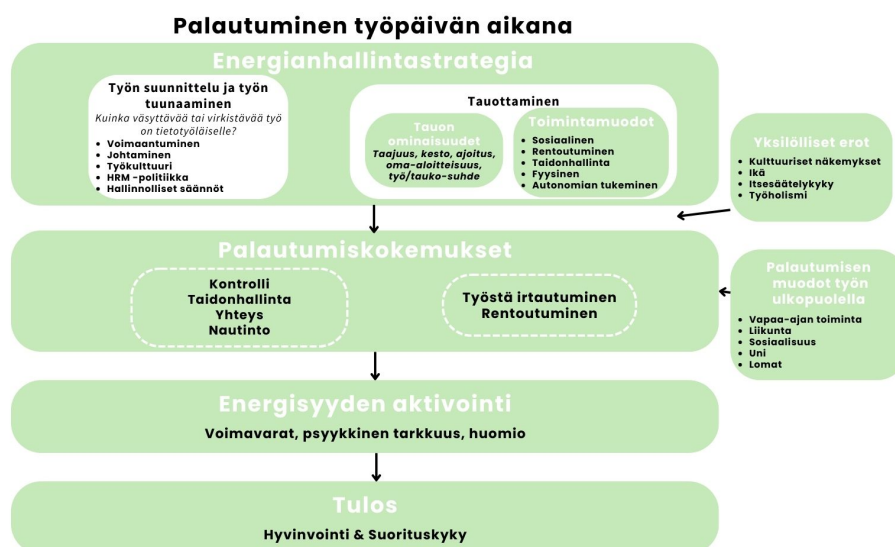 Palautuminen työpäivän aikana
Energianhallintastrategia
Työn suunnittelu ja työn
tuunaaminen
Kuinka väsyttävää tai virkistävää työ
on tietotyöläiselle?
• Voimaantuminen
• Johtaminen
• Työkulttuuri
• HRM -politiikka
• Hallinnolliset säännöt
Tauottaminen
Tauon
ominaisuudet
Taajuus, kesto, ajoitus,
oma-aloitteisuus,
työ/tauko-suhde
Toimintamuodot
• Sosiaalinen
• Rentoutuminen
• Taidonhallinta
• Fyysinen
• Autonomian tukeminen
Yksilölliset erot
• Kulttuuriset näkemykset
• Ikä
• Itsesäätelykyky
• Työholismi
Palautumiskokemukset
Kontrolli
Taidonhallinta
Yhteys
Nautinto
Työstä irtautuminen
Rentoutuminen
Palautumisen
muodot työn
ulkopuolella
• Vapaa-ajan toiminta
• Liikunta
• Sosiaalisuus
• Uni
• Lomat
Energisyyden aktivointi
Voimavarat, psyykkinen tarkkuus, huomio
Tulos
Hyvinvointi & Suorituskyky